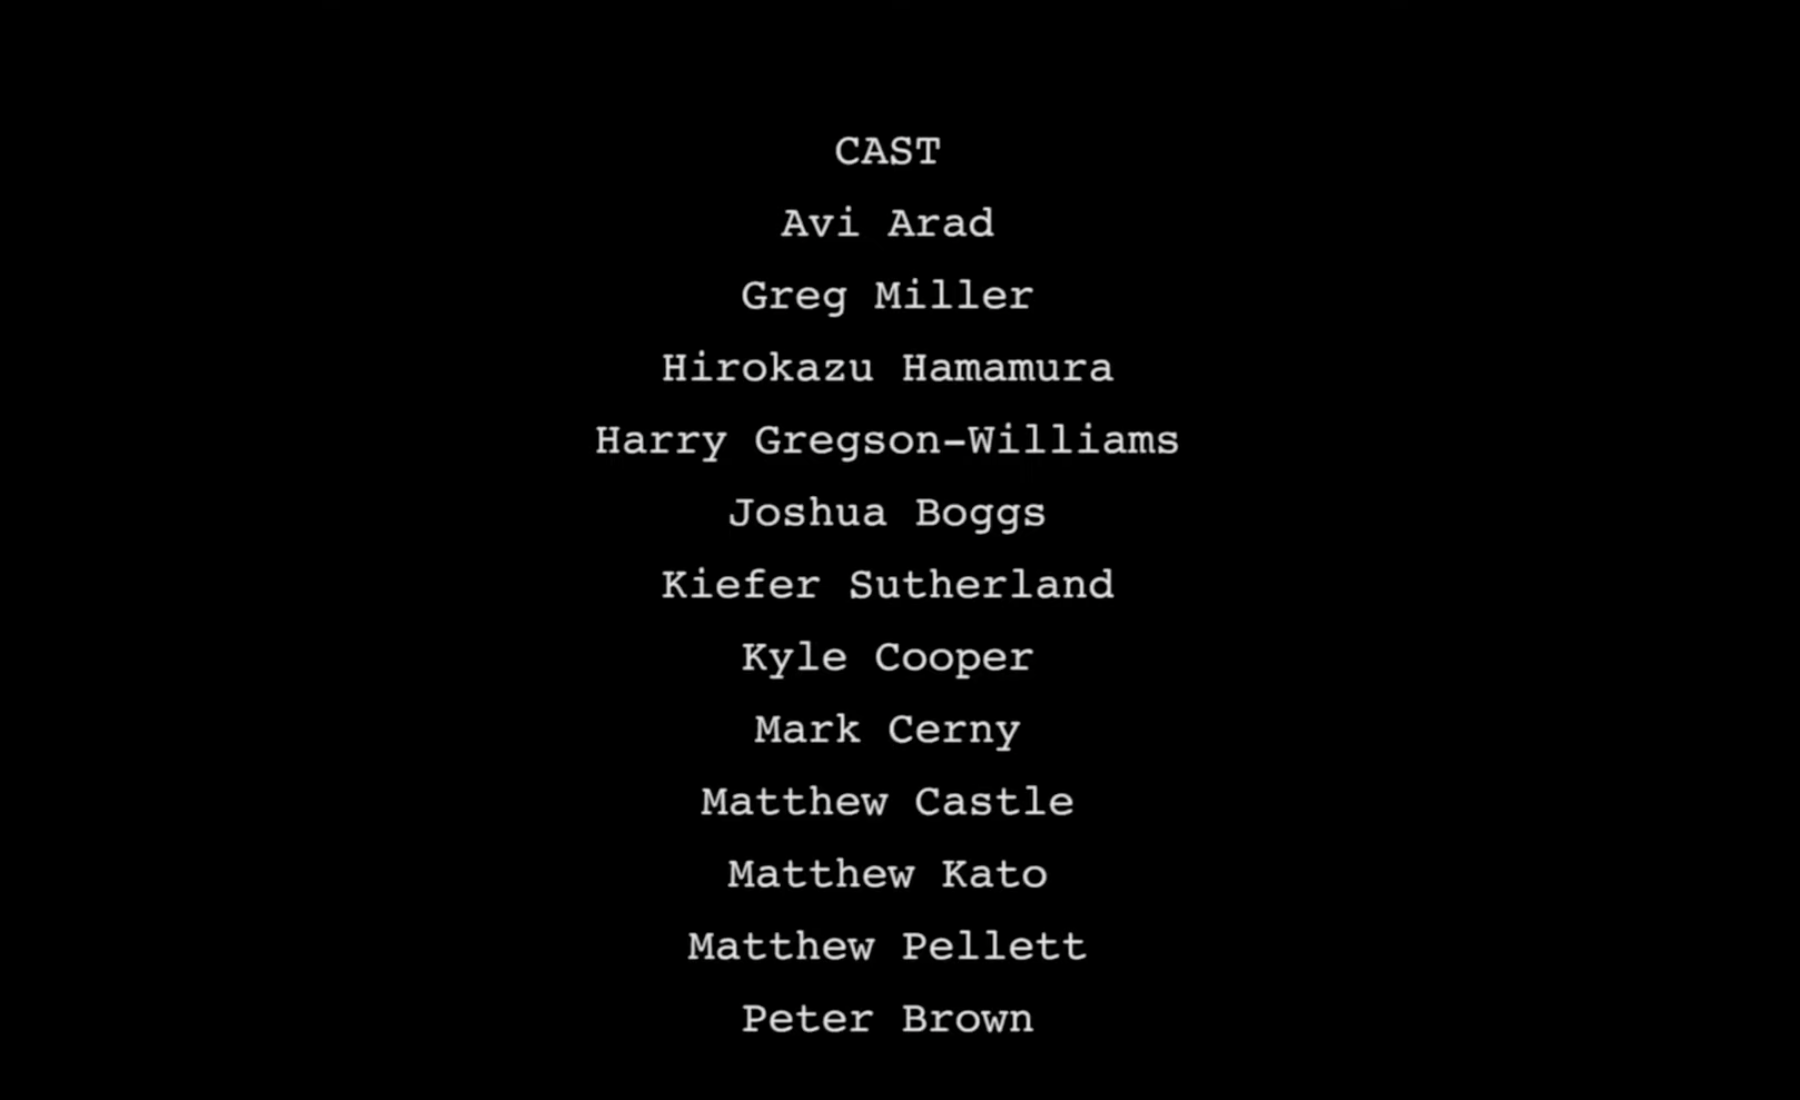 CAST
Avi Arad
Greg Miller
Hirokazu Hamamura
Harry Gregson-Williams
Joshua Boggs
Kiefer Sutherland
Kyle Cooper
Mark Cerny
Matthew Castle
Matthew Kato
Matthew Pellett
Peter Brown